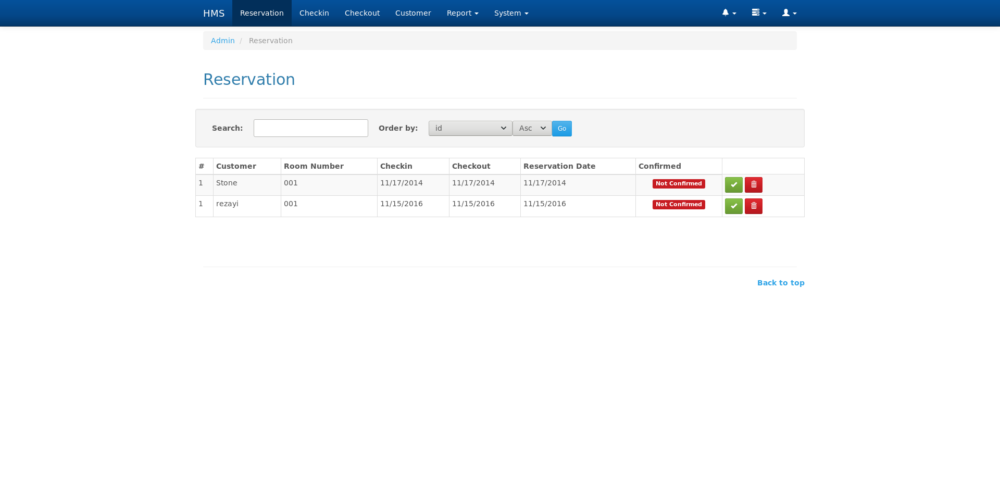 HMS Reservation Checkin Checkout Customer Report System
Admin / Reservation
Reservation
Search: Order by: id Asc Go
# Customer Room Number Checkin Checkout Reservation Date Confirmed
1 Stone 001 11/17/2014 11/17/2014 11/17/2014 Not Confirmed
1 rezayi 001 11/15/2016 11/15/2016 11/15/2016 Not Confirmed
Back to top